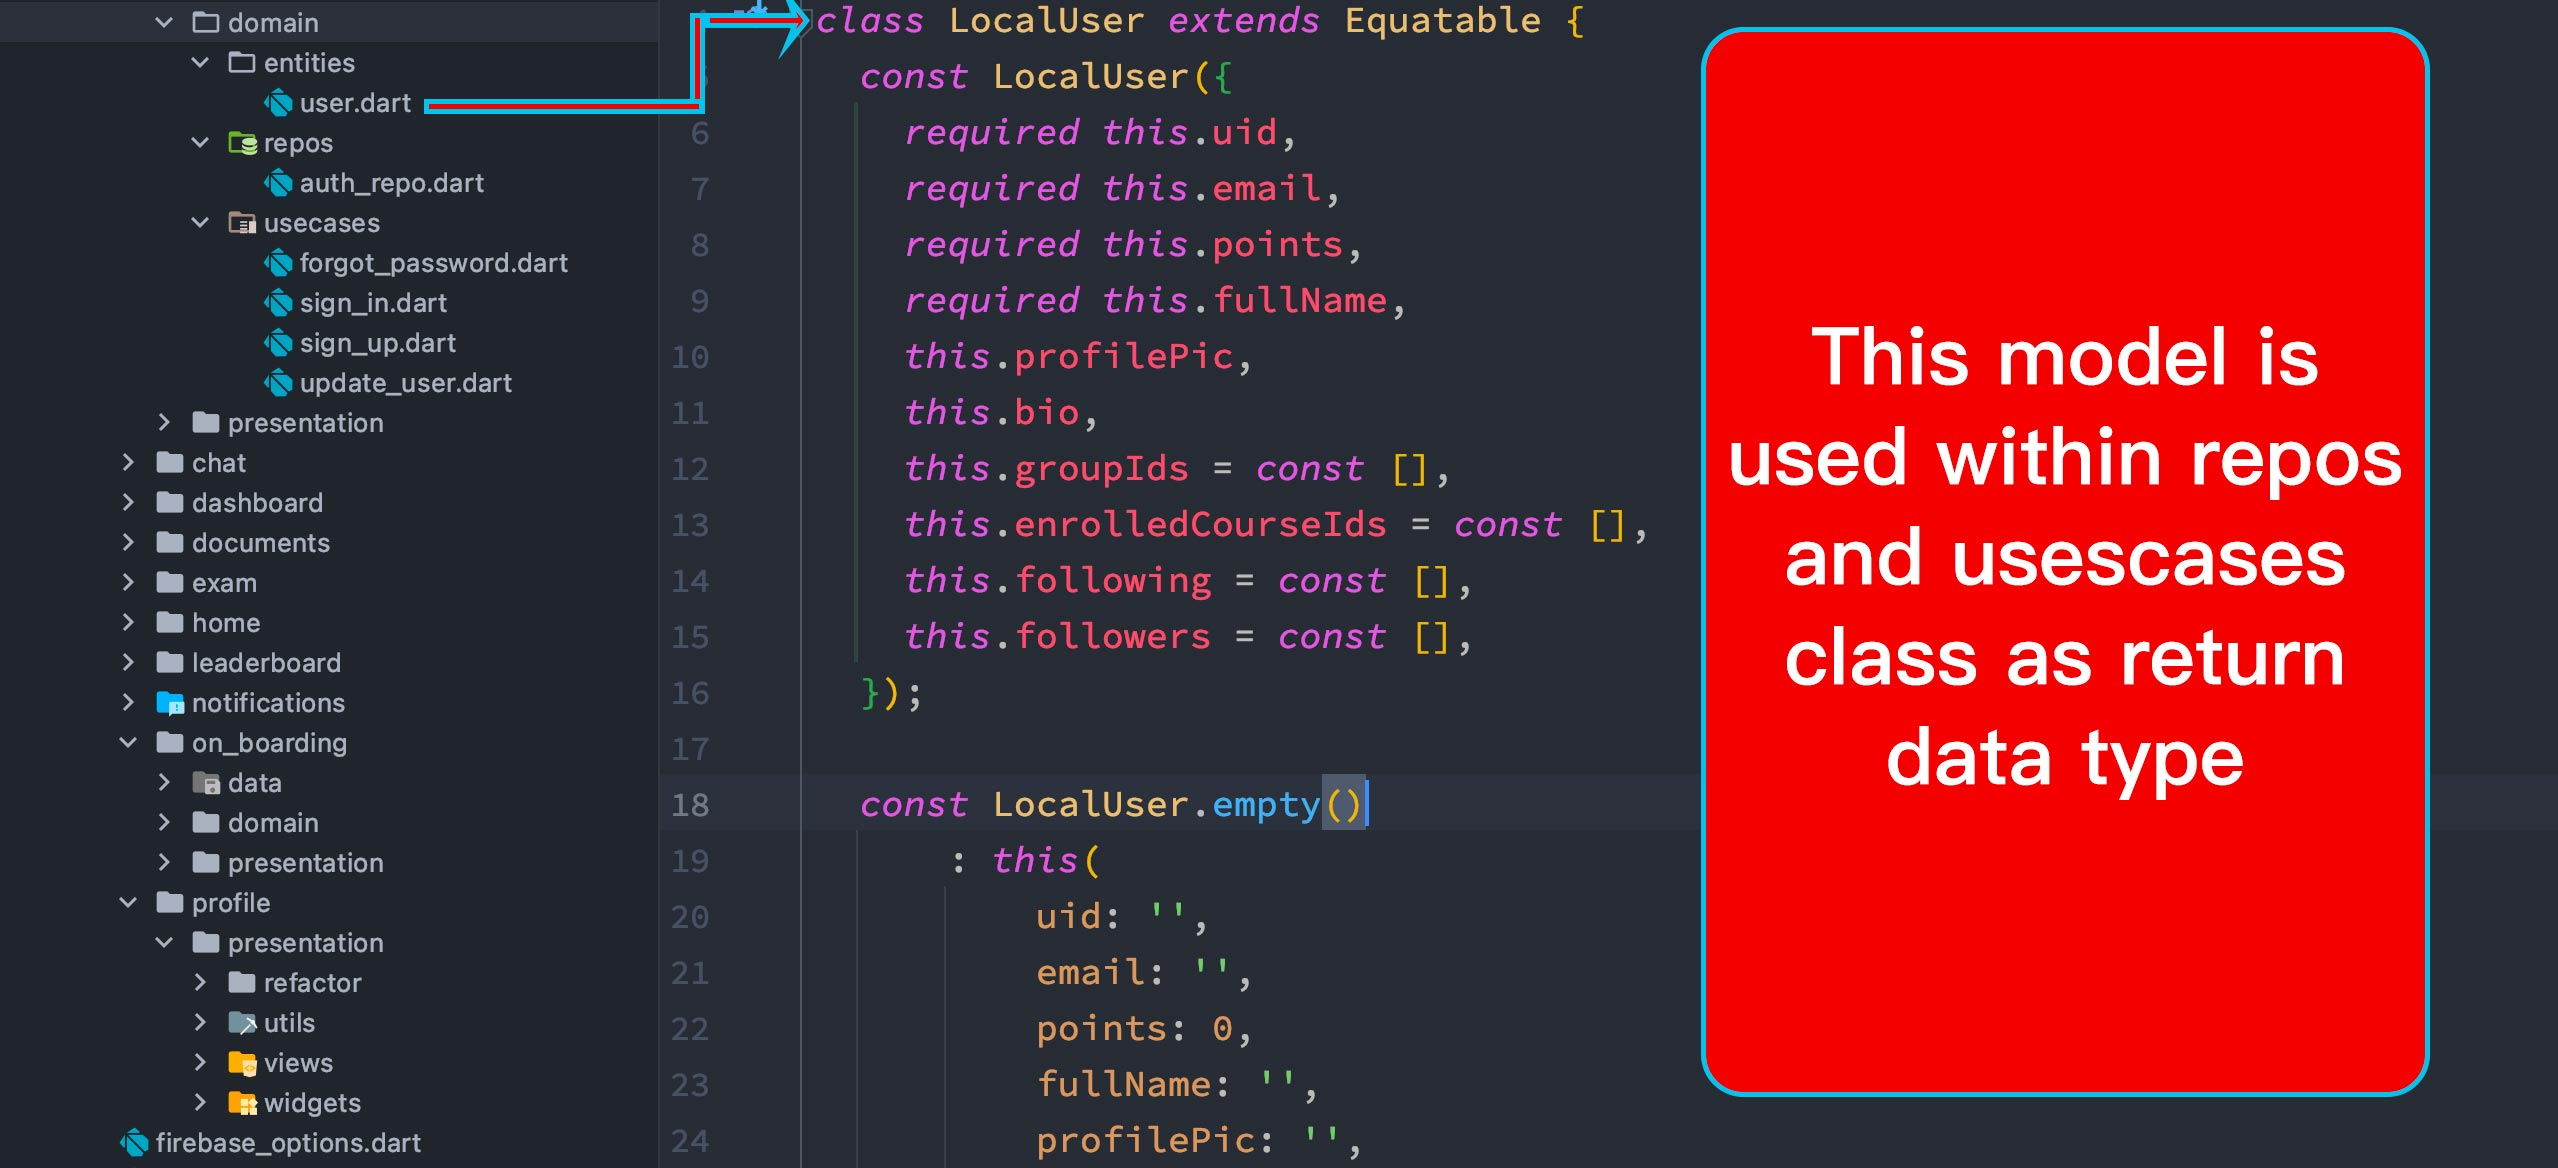 domain
entities
user.dart
repos
auth_repo.dart
usecases
forgot_password.dart
sign_in.dart
sign_up.dart
update_user.dart
presentation
chat
dashboard
documents
exam
home
leaderboard
notifications
on_boarding
data
domain
presentation
profile
presentation
refactor
utils
views
widgets
firebase_options.dart
class LocalUser extends Equatable {
const LocalUser({
6 required this.uid,
7 required this.email,
8 required this.points,
9 required this.fullName,
10 this.profilePic,
11 this.bio,
12 this.groupIds = const [],
13 this.enrolledCourseIds = const [],
14 this.following = const [],
15 this.followers = const [],
16 });
17
18 const LocalUser.empty()
19 : this(
20 uid: '',
21 email: '',
22 points: 0,
23 fullName: '',
24 profilePic: '',
This model is
used within repos
and usescases
class as return
data type